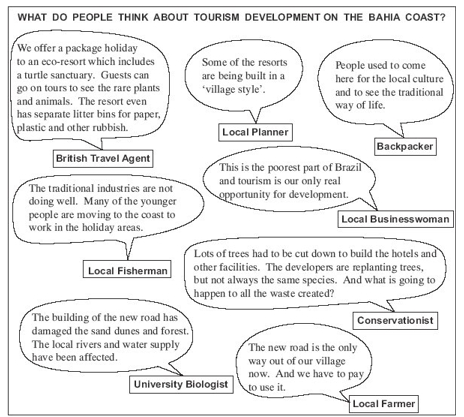 WHAT DO PEOPLE THINK ABOUT TOURISM DEVELOPMENT ON THE BAHIA COAST?
We offer a package holiday
to an eco-resort which includes
a turtle sanctuary. Guests can
go on tours to see the rare plants
and animals. The resort even
has separate litter bins for paper,
plastic and other rubbish.
British Travel Agent
Some of the resorts
are being built in a
‘village style’.
Local Planner
People used to come
here for the local culture
and to see the traditional
way of life.
Backpacker
This is the poorest part of Brazil
and tourism is our only real
opportunity for development.
Local Businesswoman
The traditional industries are not
doing well. Many of the younger
people are moving to the coast to
work in the holiday areas.
Local Fisherman
Lots of trees had to be cut down to build the hotels and
other facilities. The developers are replanting trees,
but not always the same species. And what is going to
happen to all the waste created?
Conservationist
The building of the new road has
damaged the sand dunes and forest.
The local rivers and water supply
have been affected.
University Biologist
The new road is the only
way out of our village
now. And we have to pay
to use it.
Local Farmer